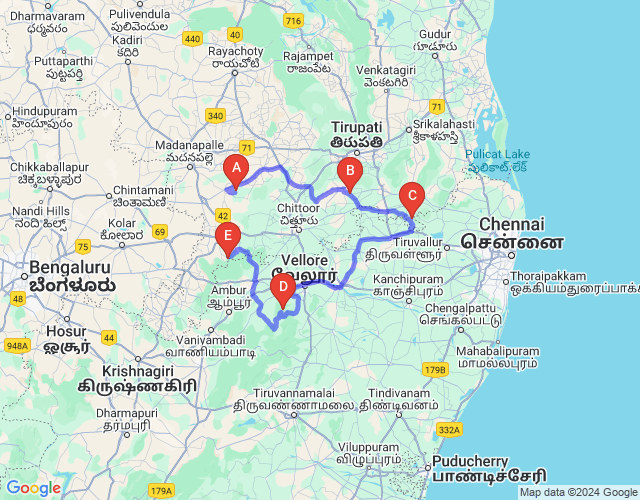 Dharmavaram
ధర్మవరం
Pulivendula
పులివెందుల
Kadiri
కదిరి
440
40
716
Gudur
గూడూరు
Rayachoty
రాయచోటి
Rajampet
రాజంపేట
Puttaparthi
పుట్టపర్తి
Venkatagiri
వెంకటగిరి
71
Hindupuram
హిందూపురం
340
Tirupati
తిరుపతి
Srikalahasti
శ్రీకాళహస్తి
71
Madanapalle
మదనపల్లె
Pulicat Lake
పులికాట్.లేక్
Chikkaballapur
A
B
C
Chintamani
Nandi Hills
Chittoor
చిత్తూరు
42
Kolar
75
E
Chennai
சென்னை
Tiruvallur
திருவள்ளூர்
Vellore
வேலூர்
Bengaluru
ಬೆಂಗಳೂರು
Kanchipuram
காஞ்சிபுரம்
Thoraipakkam
ஒக்கியம்துரைப்பாக்க
D
48
Ambur
ஆம்பூர்
Chengalpattu
செங்கல்பட்டு
Hosur
ஓசூர்
44
48
Vaniyambadi
வாணியம்பாடி
948A
Mahabalipuram
மாமல்லபுரம்
Krishnagiri
கிருஷ்ணகிரி
179B
Tiruvannamalai
திருவண்ணாமலை
Tindivanam
திண்டிவனம்
Dharmapuri
தர்மபுரி
332A
Viluppuram
விழுப்புரம்
Puducherry
பாண்டிச்சேரி
179A
Google
Map data ©2024 Google